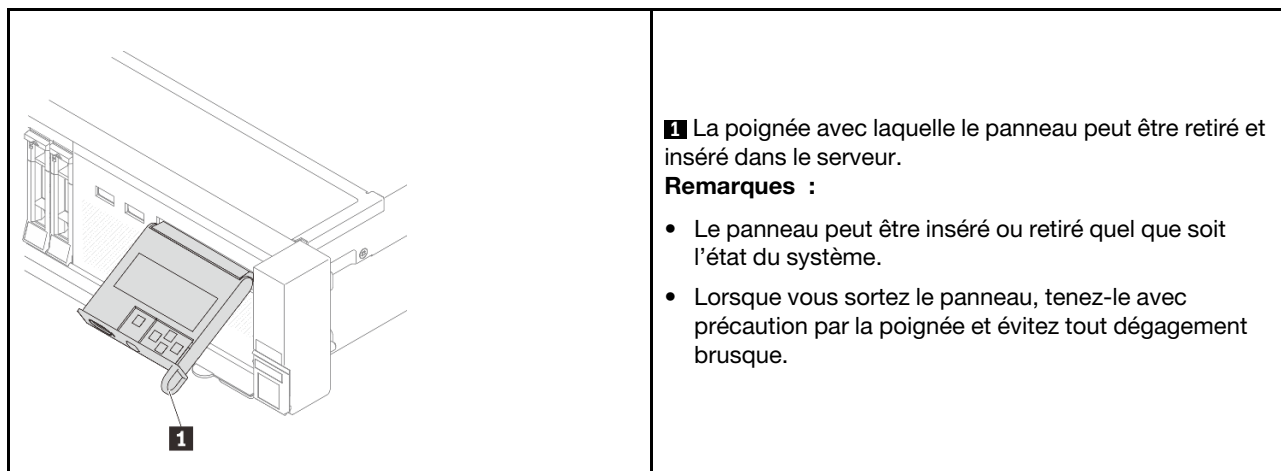 1
1 La poignée avec laquelle le panneau peut être retiré et
inséré dans le serveur.
Remarques :
• Le panneau peut être inséré ou retiré quel que soit
l’état du système.
• Lorsque vous sortez le panneau, tenez-le avec
précaution par la poignée et évitez tout dégagement
brusque.